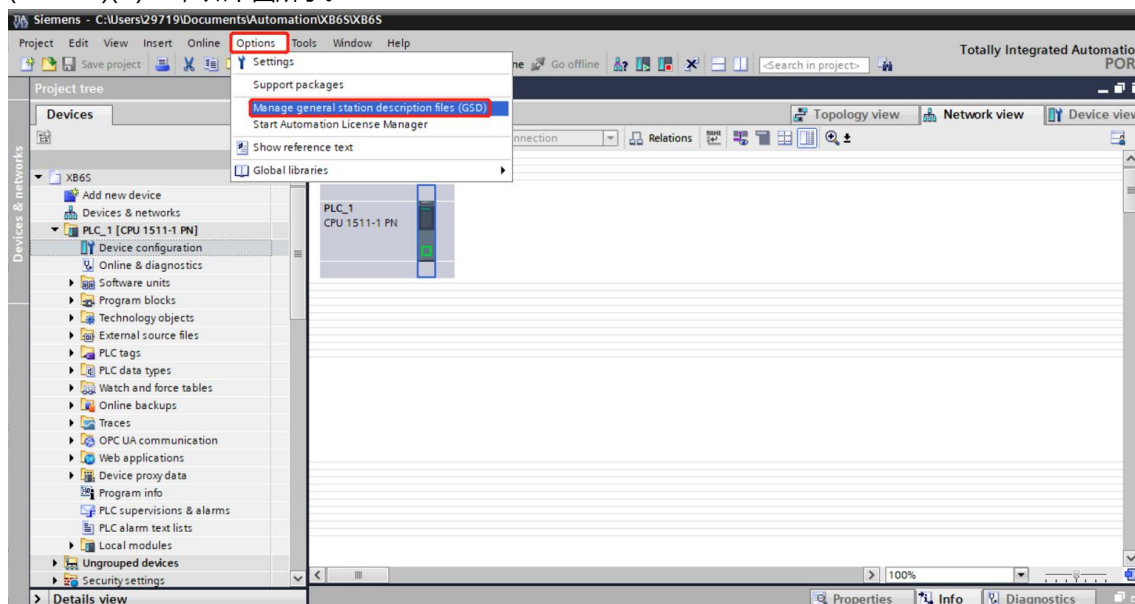 Siemens - C:\Users\29719\Documents\Automation\XB6S\XB6S
Project Edit View Insert Online Options Tools Window Help
Save project
ne Go offline <Search in project>
Totally Integrated Automatio
POR
Settings
Support packages
Manage general station description files (GSD)
Start Automation License Manager
Show reference text
Global libraries
Project tree
Devices
Topology view Network view Device view
nnection Relations
Devices & networks
XB6S
Add new device
Devices & networks
PLC_1 [CPU 1511-1 PN]
Device configuration
Online & diagnostics
Software units
Program blocks
Technology objects
External source files
PLC tags
PLC data types
Watch and force tables
Online backups
Traces
OPC UA communication
Web applications
Device proxy data
Program info
PLC supervisions & alarms
PLC alarm text lists
Local modules
Ungrouped devices
Security settings
Details view
PLC_1
CPU 1511-1 PN
100%
Properties Info Diagnostics